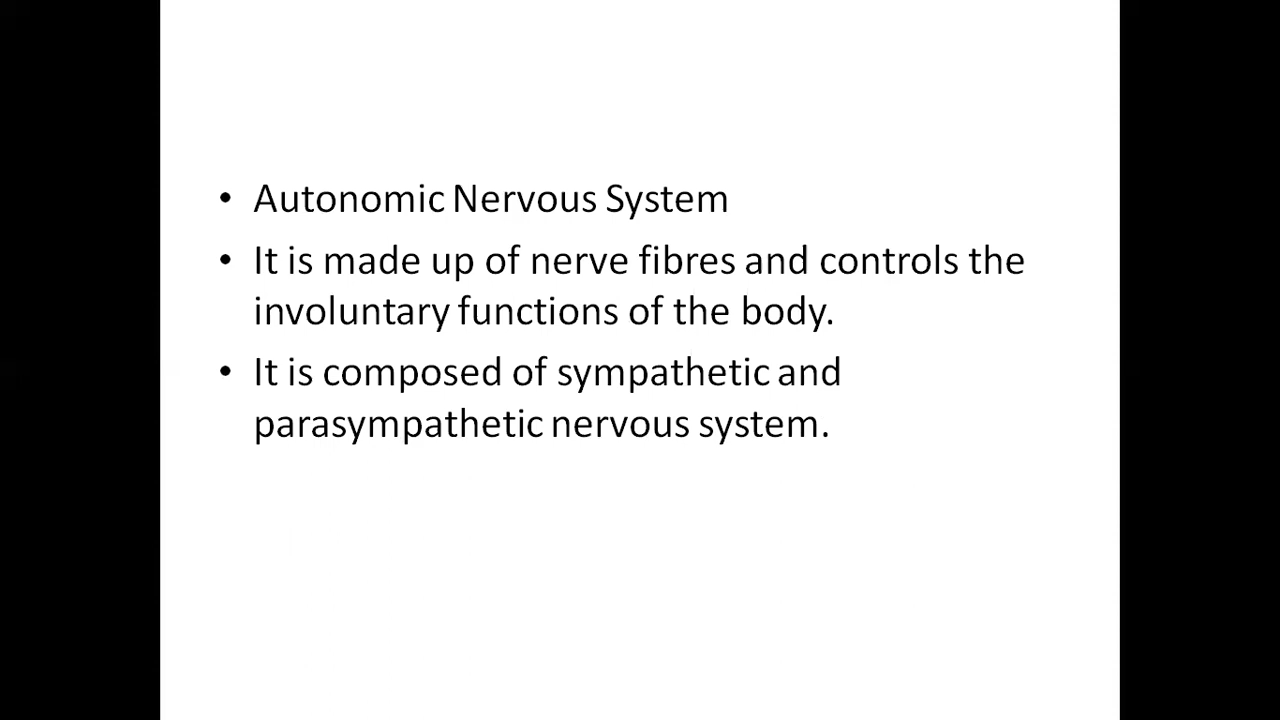 • Autonomic Nervous System
• It is made up of nerve fibres and controls the
involuntary functions of the body.
• It is composed of sympathetic and
parasympathetic nervous system.